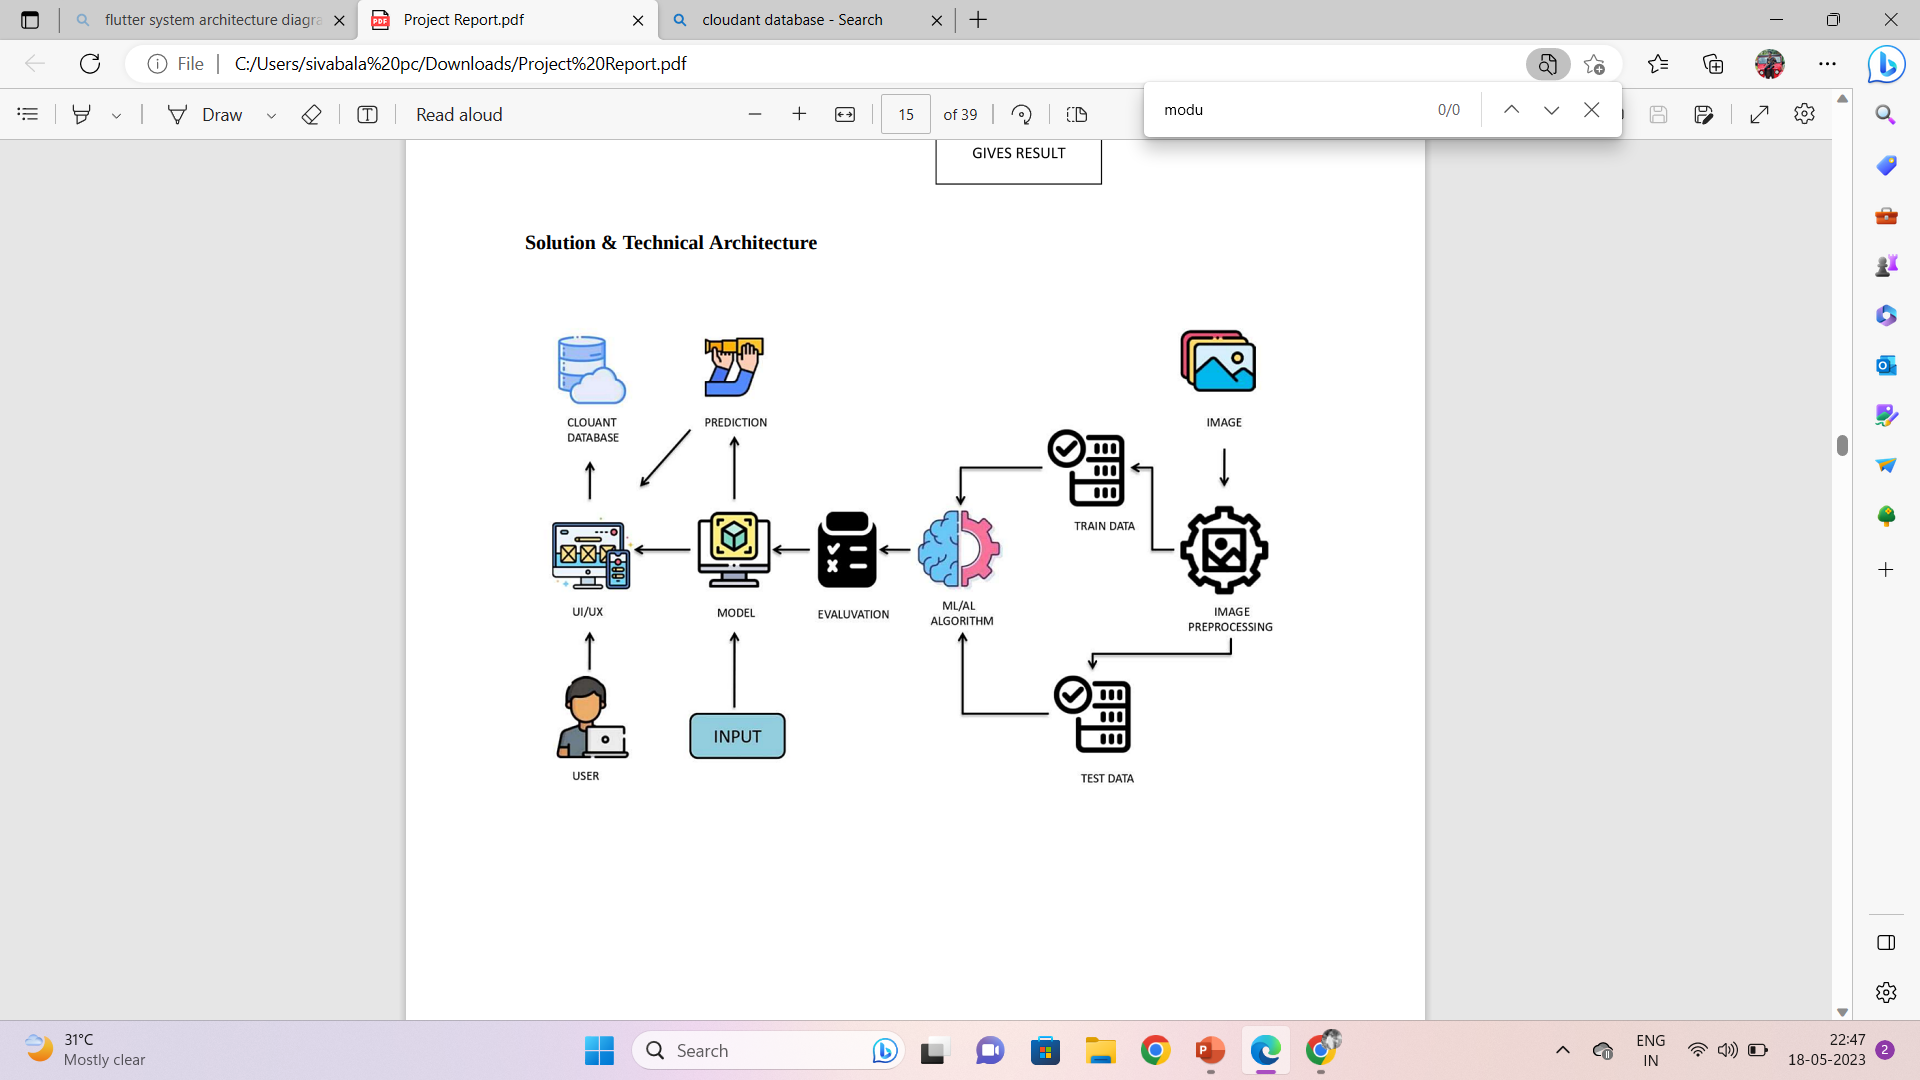 flutter system architecture diagra
Project Report.pdf
cloudant database - Search
File
C:/Users/sivabala%20pc/Downloads/Project%20Report.pdf
Draw
Read aloud
15
of 39
modu
0/0
GIVES RESULT
Solution & Technical Architecture
CLOUANT
DATABASE
PREDICTION
IMAGE
TRAIN DATA
UI/UX
MODEL
EVALUVATION
ML/AL
ALGORITHM
IMAGE
PREPROCESSING
INPUT
USER
TEST DATA
31°C
Mostly clear
Search
ENG
IN
22:47
18-05-2023
2